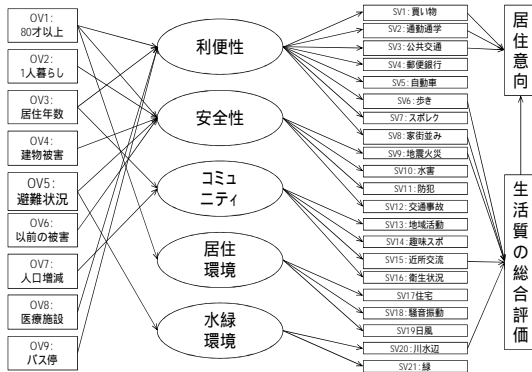 OV1:
80才以上
OV2:
1人暮らし
OV3:
居住年数
OV4:
建物被害
OV5:
避難状況
OV6:
以前の被害
OV7:
人口増減
OV8:
医療施設
OV9:
バス停
利便性
安全性
コミュ
ニティ
居住
環境
水緑
環境
SV1:買い物
SV2:通勤通学
SV3:公共交通
SV4:郵便銀行
SV5:自動車
SV6:歩き
SV7:スポレク
SV8:家街並み
SV9:地震火災
SV10:水害
SV11:防犯
SV12:交通事故
SV13:地域活動
SV14:趣味スポ
SV15:近所交流
SV16:衛生状況
SV17住宅
SV18:騒音振動
SV19日風
SV20:川水辺
SV21:緑
居住意向
生活質の総合評価